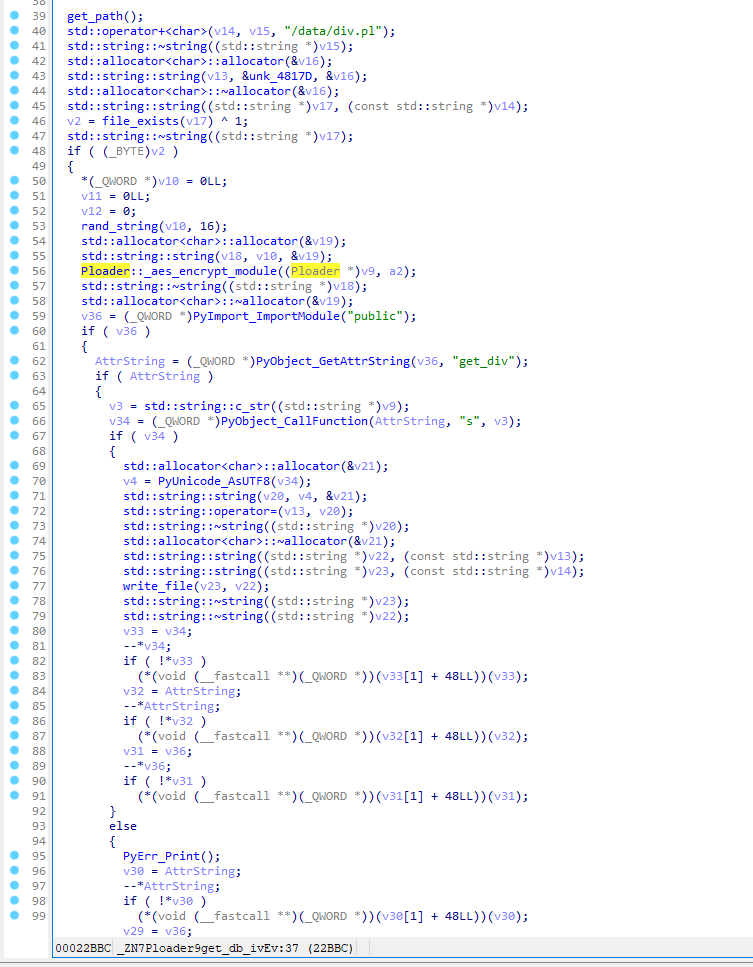 38
39 get_path();
40 std::operator+<char>(v14, v15, "/data/div.pl");
41 std::string::~string((std::string *)v15);
42 std::allocator<char>::allocator(&v16);
43 std::string::string(v13, &unk_4817D, &v16);
44 std::allocator<char>::~allocator(&v16);
45 std::string::string((std::string *)v17, (const std::string *)v14);
46 v2 = file_exists(v17) ^ 1;
47 std::string::~string((std::string *)v17);
48 if ( (_BYTE)v2 )
49 {
50 *(_QWORD *)v10 = 0LL;
51 v11 = 0LL;
52 v12 = 0;
53 rand_string(v10, 16);
54 std::allocator<char>::allocator(&v19);
55 std::string::string(v18, v10, &v19);
56 Ploader::_aes_encrypt_module((Ploader *)v9, a2);
57 std::string::~string((std::string *)v18);
58 std::allocator<char>::~allocator(&v19);
59 v36 = (_QWORD *)PyImport_ImportModule("public");
60 if ( v36 )
61 {
62 AttrString = (_QWORD *)PyObject_GetAttrString(v36, "get_div");
63 if ( AttrString )
64 {
65 v3 = std::string::c_str((std::string *)v9);
66 v34 = (_QWORD *)PyObject_CallFunction(AttrString, "s", v3);
67 if ( v34 )
68 {
69 std::allocator<char>::allocator(&v21);
70 v4 = PyUnicode_AsUTF8(v34);
71 std::string::string(v20, v4, &v21);
72 std::string::operator=(v13, v20);
73 std::string::~string((std::string *)v20);
74 std::allocator<char>::~allocator(&v21);
75 std::string::string((std::string *)v22, (const std::string *)v13);
76 std::string::string((std::string *)v23, (const std::string *)v14);
77 write_file(v23, v22);
78 std::string::~string((std::string *)v23);
79 std::string::~string((std::string *)v22);
80 v33 = v34;
81 --*v34;
82 if ( !*v33 )
83 (*(void (__fastcall **)(_QWORD *))(v33[1] + 48LL))(v33);
84 v32 = AttrString;
85 --*AttrString;
86 if ( !*v32 )
87 (*(void (__fastcall **)(_QWORD *))(v32[1] + 48LL))(v32);
88 v31 = v36;
89 --*v36;
90 if ( !*v31 )
91 (*(void (__fastcall **)(_QWORD *))(v31[1] + 48LL))(v31);
92 }
93 else
94 {
95 PyErr_Print();
96 v30 = AttrString;
97 --*AttrString;
98 if ( !*v30 )
99 (*(void (__fastcall **)(_QWORD *))(v30[1] + 48LL))(v30);
v29 = v36;
00022BBC _ZN7Ploader9get_db_ivEv:37 (22BBC)